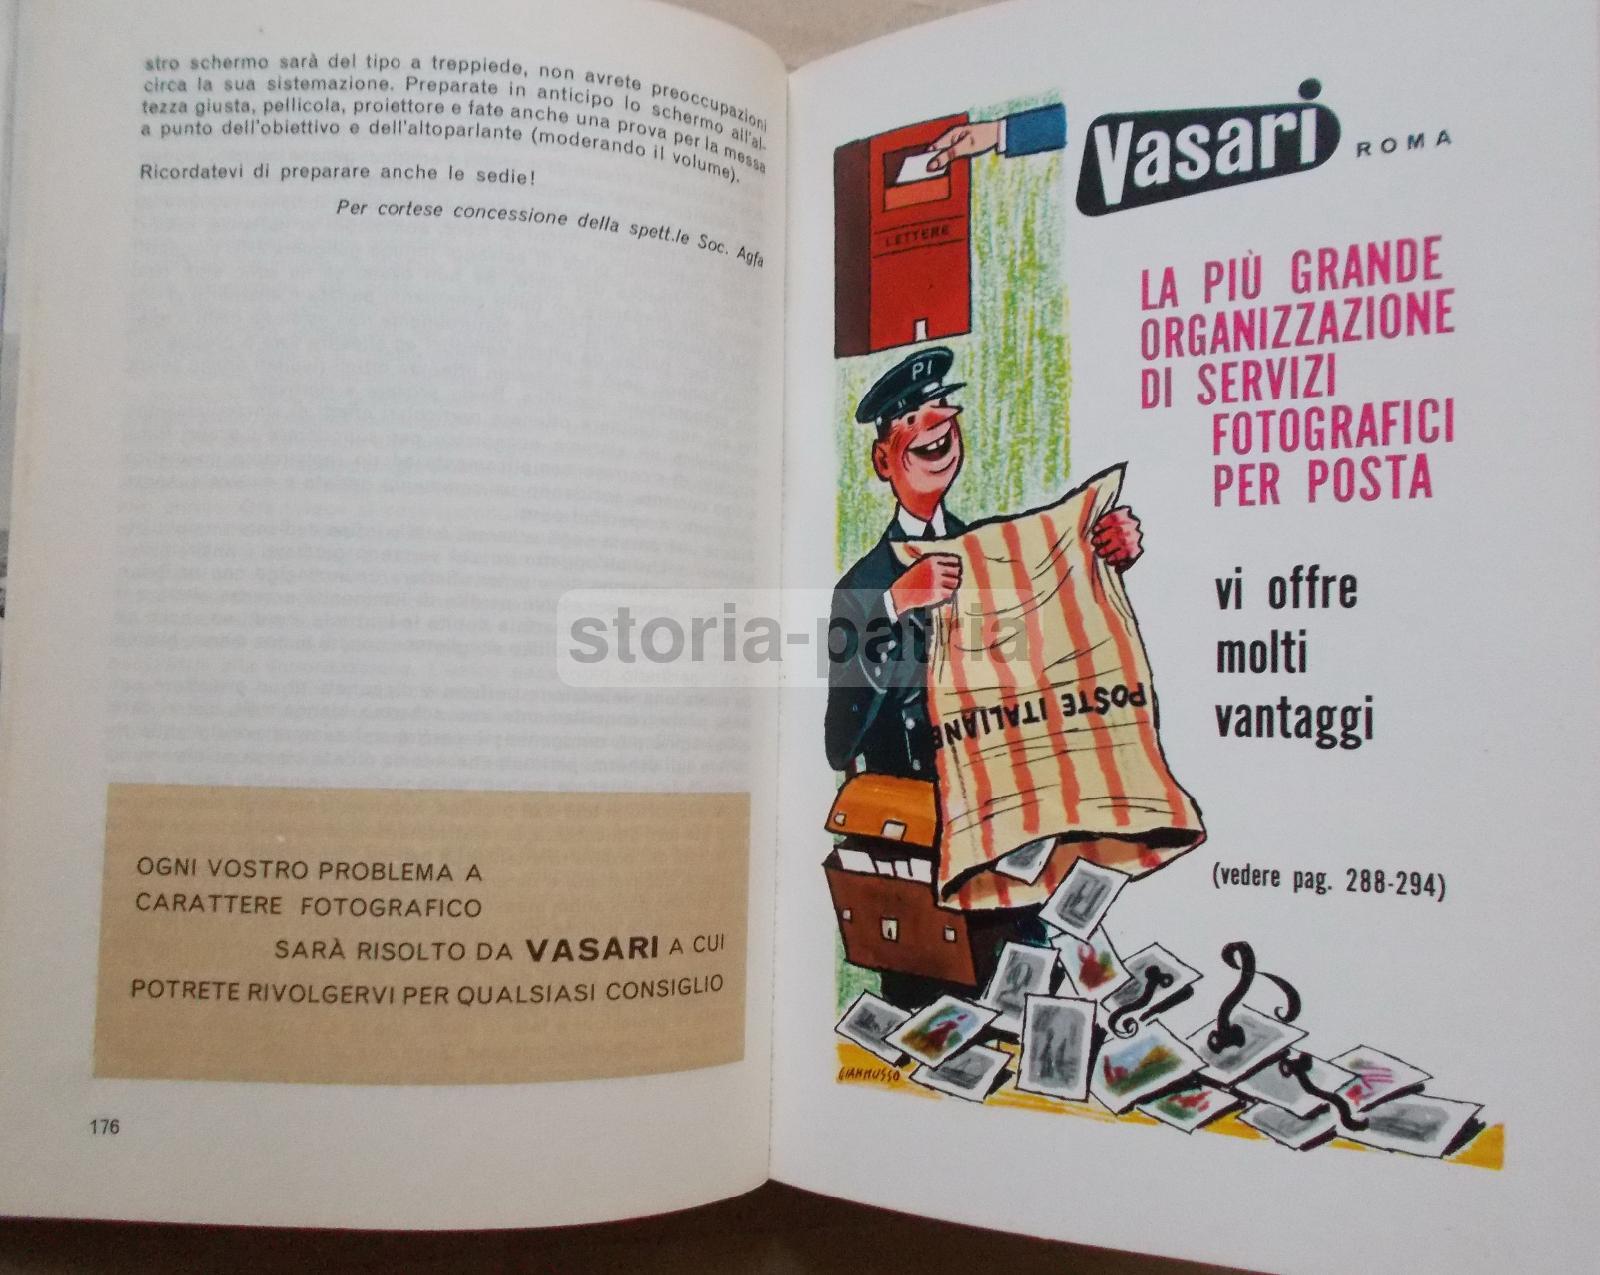 stro schermo sarà del tipo a treppiede, non avrete preoccupazioni
circa la sua sistemazione. Preparate in anticipo lo schermo all'al-
tezza giusta, pellicola, proiettore e fate anche una prova per la messa
a punto dell'obiettivo e dell'altoparlante (moderando il volume).
Ricordatevi di preparare anche le sedie!
Per cortese concessione della spett.le Soc. Agfa
OGNI VOSTRO PROBLEMA A
CARATTERE FOTOGRAFICO
SARÀ RISOLTO DA VASARI A CUI
POTRETE RIVOLGERVI PER QUALSIASI CONSIGLIO
176
Vasari ROMA
LETTERE
PI
LA PIÙ GRANDE
ORGANIZZAZIONE
DI SERVIZI
FOTOGRAFICI
PER POSTA
vi offre
molti
vantaggi
POSTE ITALIANE
(vedere pag. 288-294)
GIAMMUSSO
storia-patria